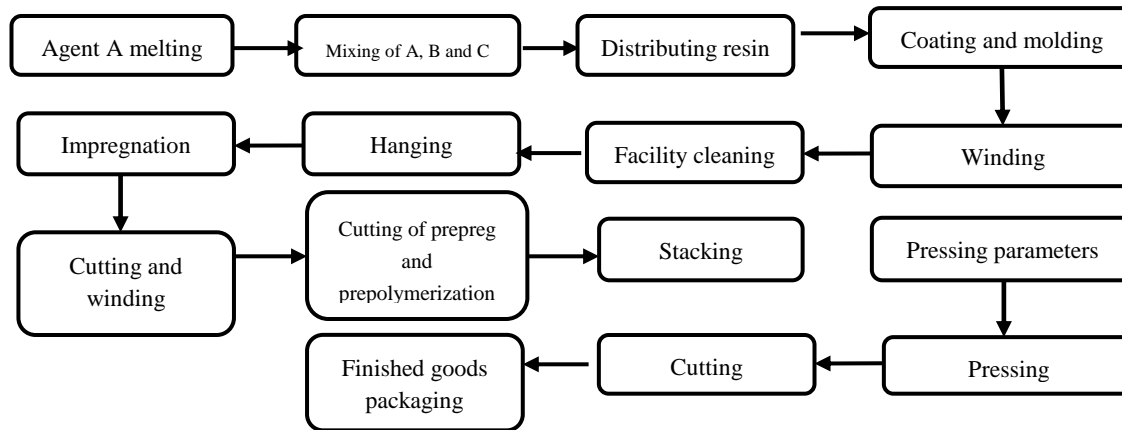 Agent A melting
Mixing of A, B and C
Distributing resin
Coating and molding
Winding
Facility cleaning
Hanging
Impregnation
Cutting and
winding
Cutting of prepreg
and
prepolymerization
Stacking
Pressing parameters
Pressing
Cutting
Finished goods
packaging